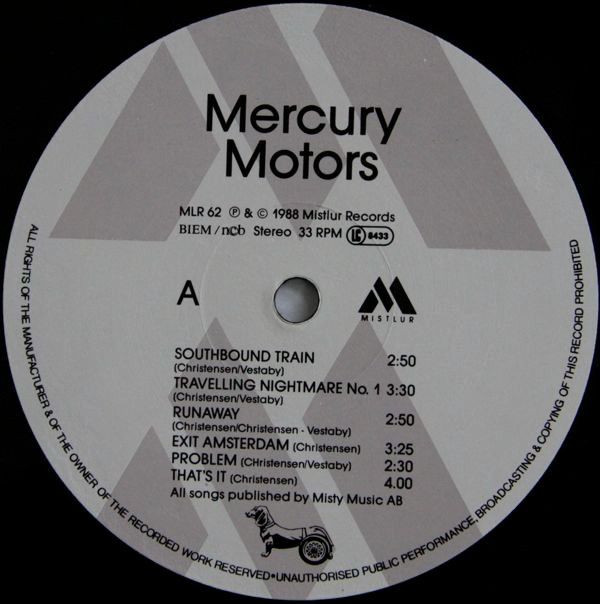 Mercury
Motors
MLR 62 ℗ & © 1988 Mistlur Records
BIEM / ncb Stereo 33 RPM LC 8433
A
MISTLUR
SOUTHBOUND TRAIN 2:50
(Christensen/Vestaby)
TRAVELLING NIGHTMARE No. 1 3:30
(Christensen/Vestaby)
RUNAWAY 2:50
(Christensen/Christensen - Vestaby)
EXIT AMSTERDAM (Christensen) 3:25
PROBLEM (CHristensen/Vestaby) 2:30
THAT'S IT (Christensen) 4.00
All songs published by Misty Music AB
ALL RIGHTS OF THE MANUFACTURER & OF THE OWNER OF THE RECORDED WORK RESERVED•UNAUTHORISED PUBLIC PERFORMANCE, BROADCASTING & COPYING OF THIS RECORD PROHIBITED